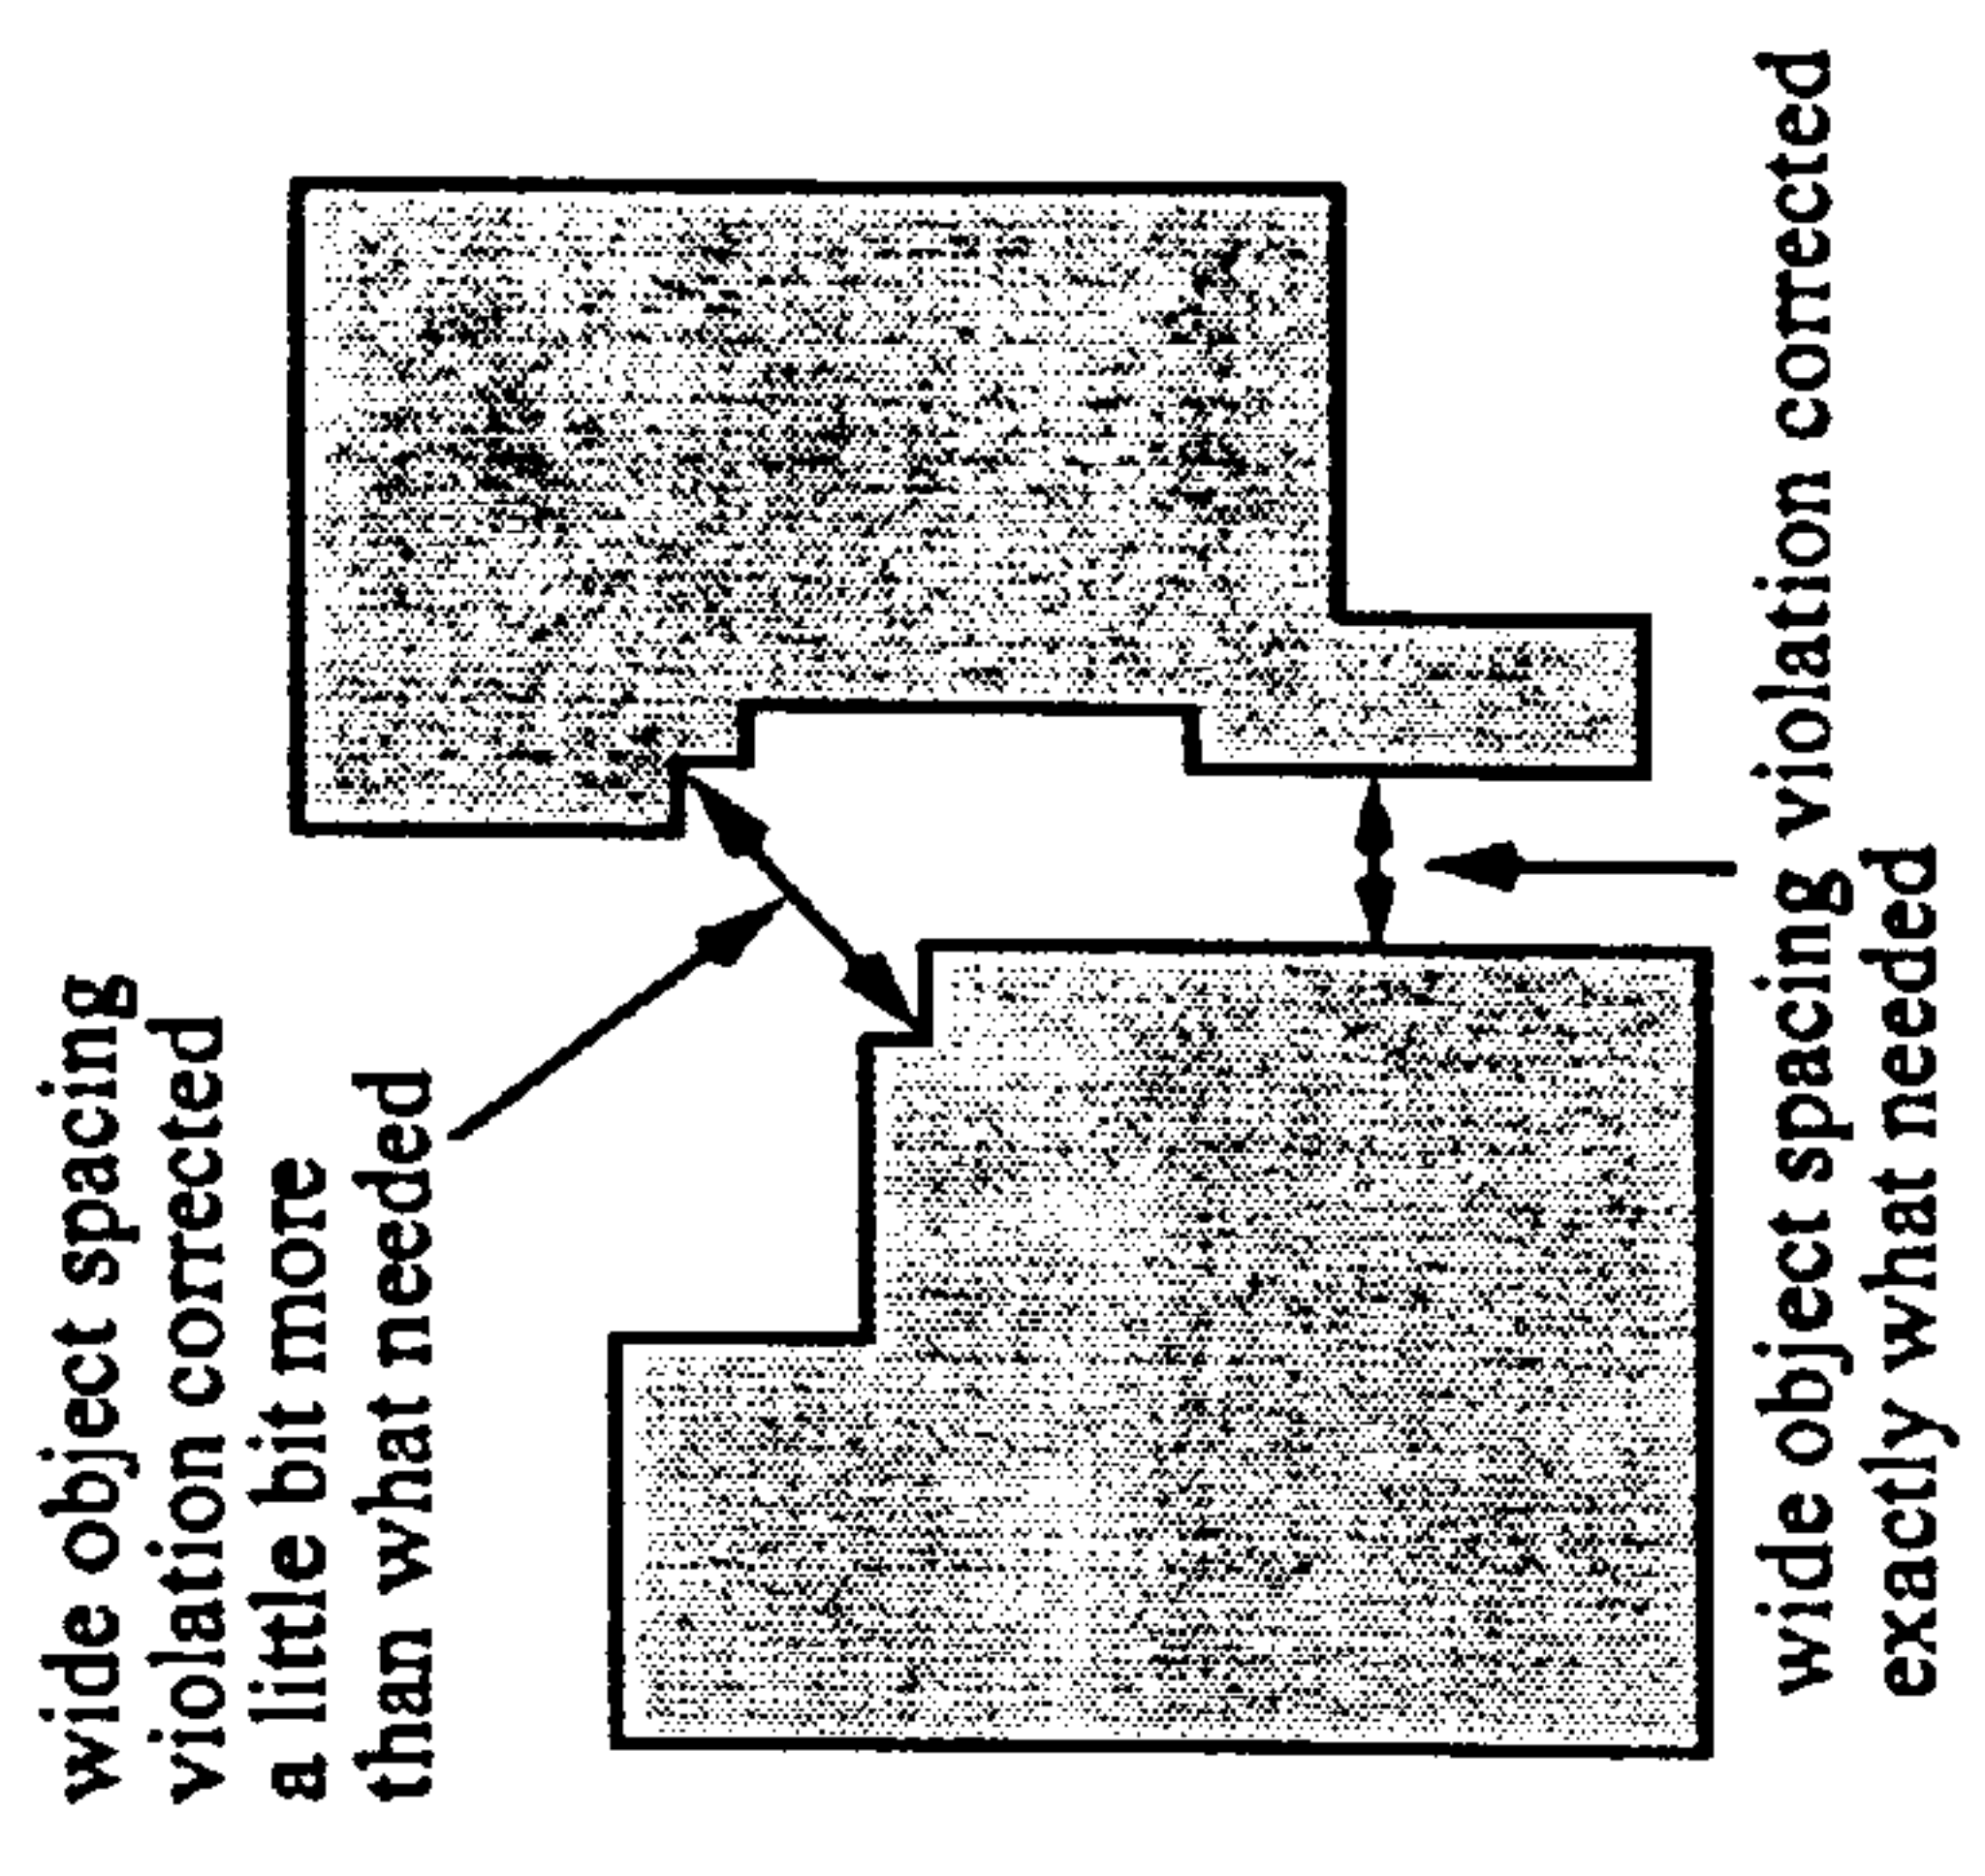 wide object spacing
violation corrected
a little bit more
than what needed
wide object spacing violation corrected
exactly what needed